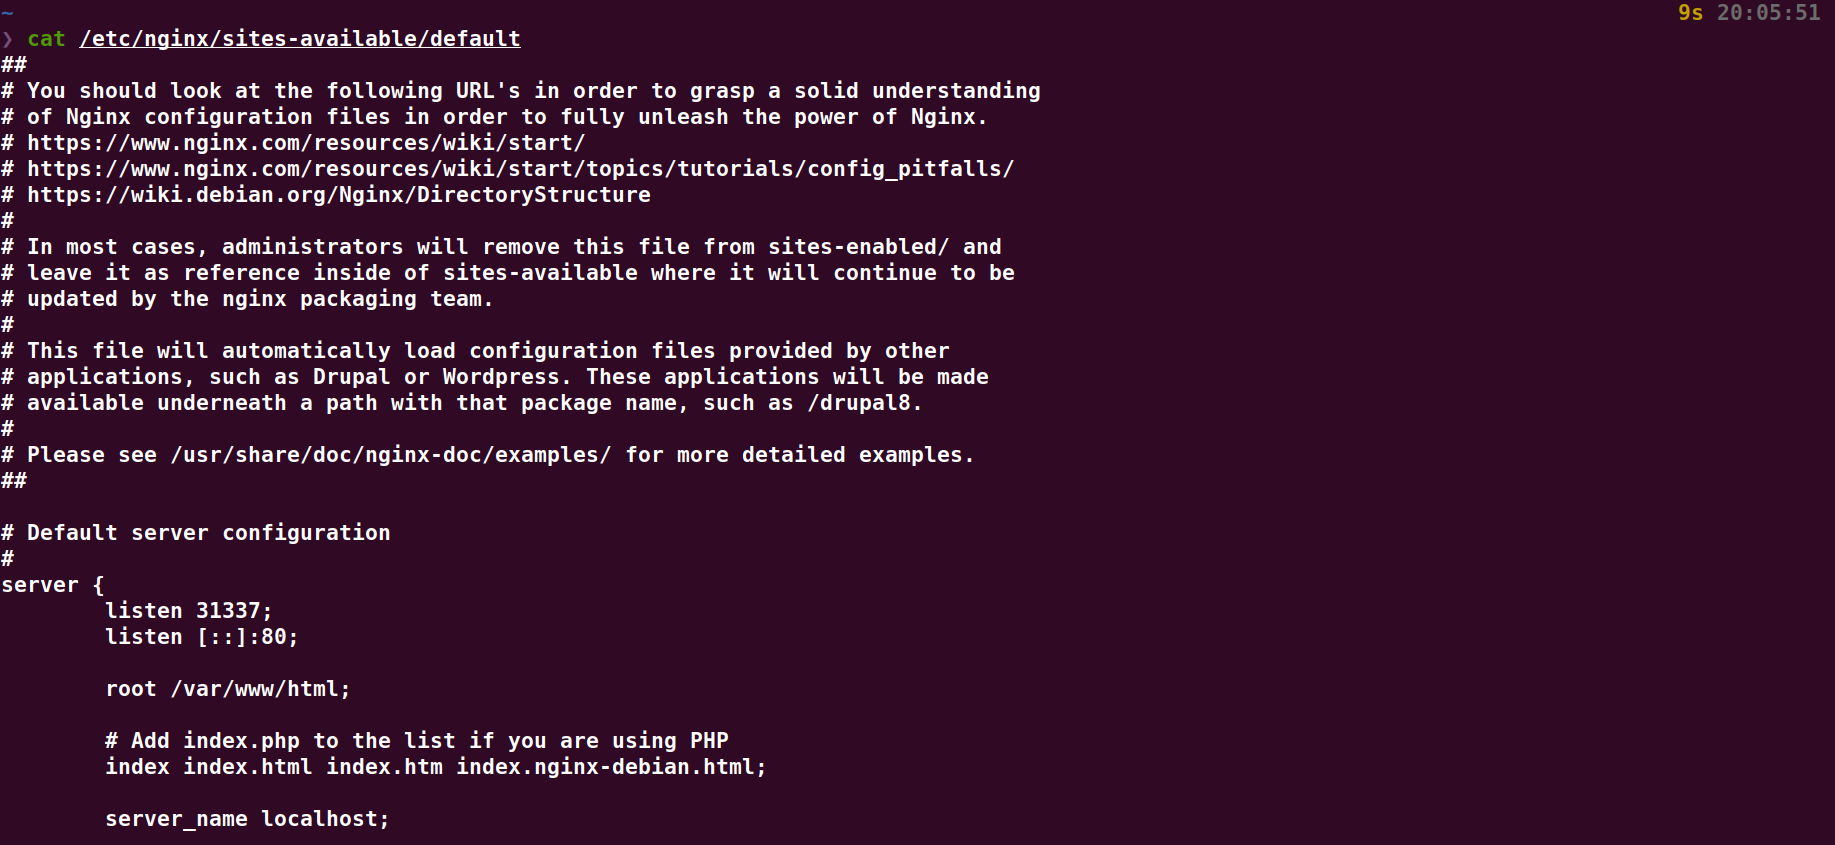 ~ 9s 20:05:51
❯ cat /etc/nginx/sites-available/default
##
# You should look at the following URL's in order to grasp a solid understanding
# of Nginx configuration files in order to fully unleash the power of Nginx.
# https://www.nginx.com/resources/wiki/start/
# https://www.nginx.com/resources/wiki/start/topics/tutorials/config_pitfalls/
# https://wiki.debian.org/Nginx/DirectoryStructure
#
# In most cases, administrators will remove this file from sites-enabled/ and
# leave it as reference inside of sites-available where it will continue to be
# updated by the nginx packaging team.
#
# This file will automatically load configuration files provided by other
# applications, such as Drupal or Wordpress. These applications will be made
# available underneath a path with that package name, such as /drupal8.
#
# Please see /usr/share/doc/nginx-doc/examples/ for more detailed examples.
##

# Default server configuration
#
server {
        listen 31337;
        listen [::]:80;

        root /var/www/html;

        # Add index.php to the list if you are using PHP
        index index.html index.htm index.nginx-debian.html;

        server_name localhost;